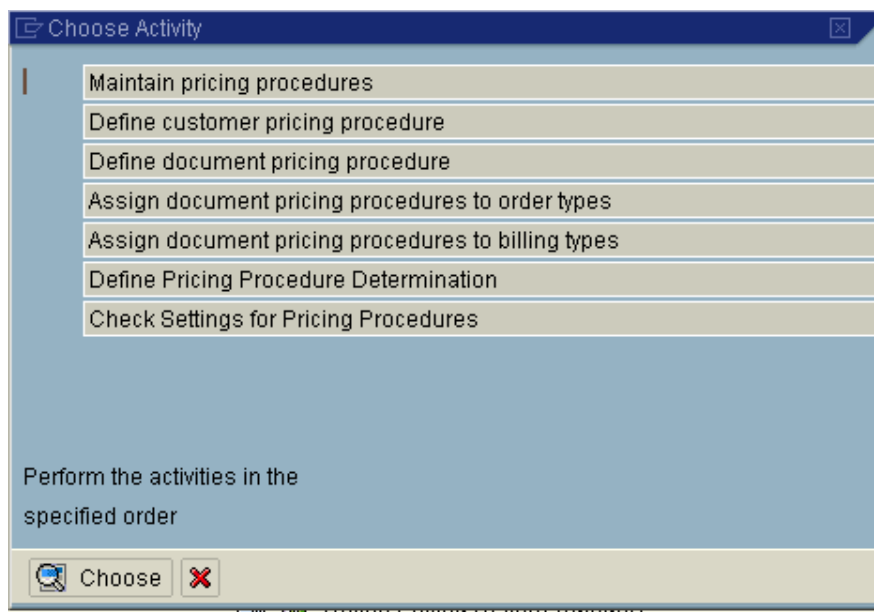 Choose Activity
Maintain pricing procedures
Define customer pricing procedure
Define document pricing procedure
Assign document pricing procedures to order types
Assign document pricing procedures to billing types
Define Pricing Procedure Determination
Check Settings for Pricing Procedures
Perform the activities in the
specified order
Choose